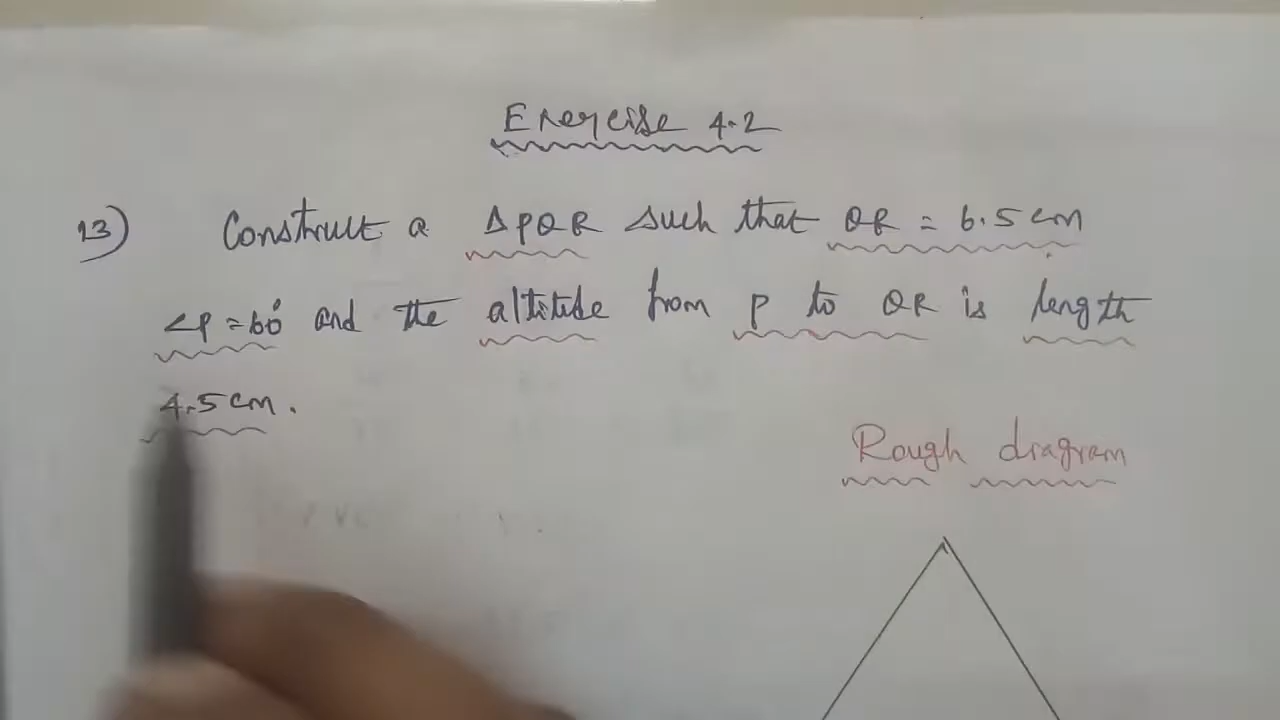 Exercise 4.2
13) Construct a ΔPQR such that QR = 6.5 cm
∠P = 60° and the altitude from P to QR is length
4.5 cm.
Rough diagram